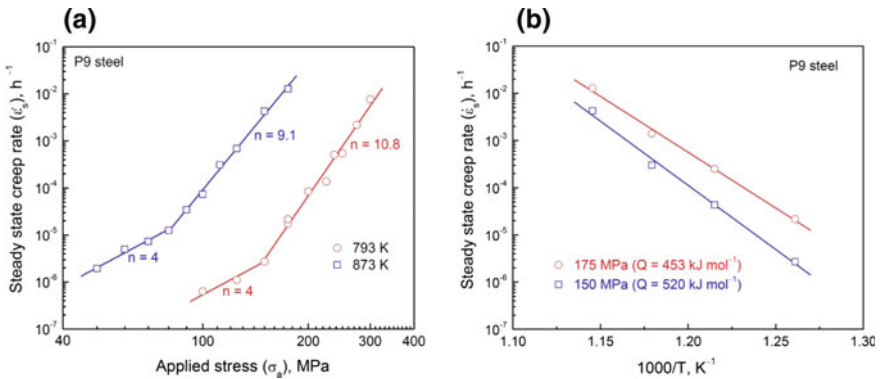 (a)
P9 steel
Steady state creep rate (ε̇s), h⁻¹
10⁻¹
10⁻²
10⁻³
10⁻⁴
10⁻⁵
10⁻⁶
10⁻⁷
n = 9.1
n = 10.8
n = 4
n = 4
793 K
873 K
40 100 200 300 400
Applied stress (σa), MPa
(b)
P9 steel
Steady state creep rate (ε̇s), h⁻¹
10⁻¹
10⁻²
10⁻³
10⁻⁴
10⁻⁵
10⁻⁶
10⁻⁷
175 MPa (Q = 453 kJ mol⁻¹)
150 MPa (Q = 520 kJ mol⁻¹)
1.10 1.15 1.20 1.25 1.30
1000/T, K⁻¹